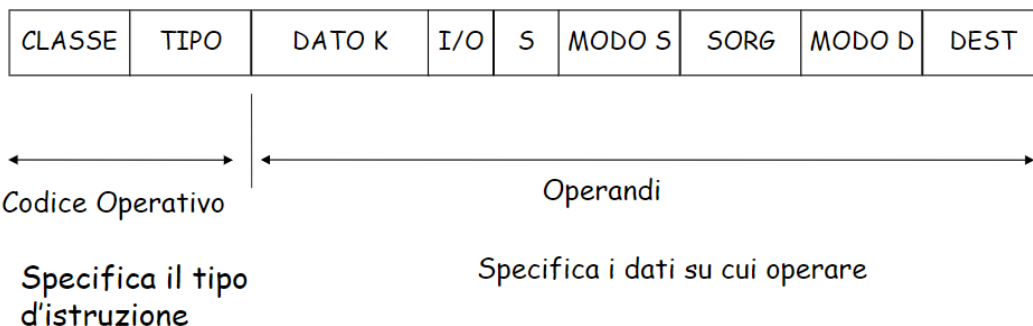 CLASSE TIPO DATO K I/O S MODO S SORG MODO D DEST
Codice Operativo
Operandi
Specifica il tipo
d'istruzione
Specifica i dati su cui operare